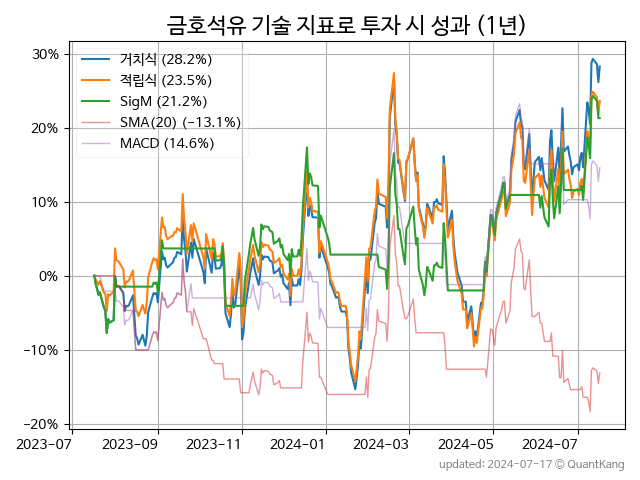 금호석유 기술 지표로 투자 시 성과 (1년)
거치식 (28.2%)
적립식 (23.5%)
SigM (21.2%)
SMA(20) (−13.1%)
MACD (14.6%)
30%
20%
10%
0%
−10%
−20%
2023-07 2023-09 2023-11 2024-01 2024-03 2024-05 2024-07
updated: 2024-07-17 © QuantKang